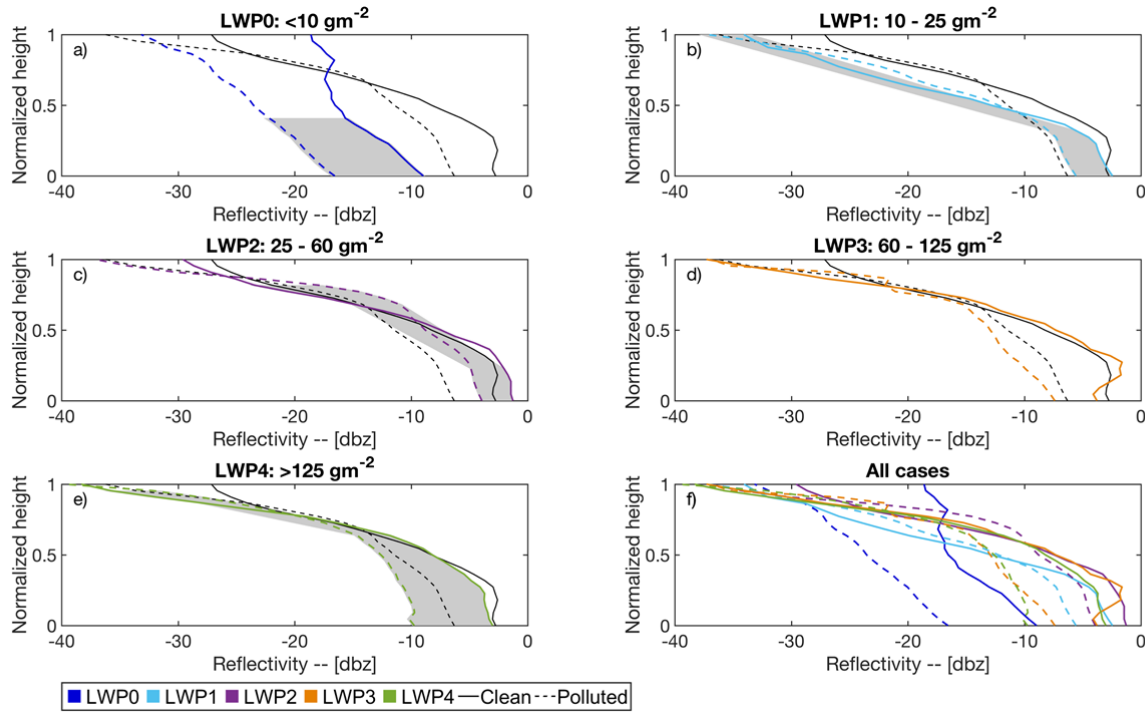 LWP0: <10 gm-2
a)
Normalized height
1
0.5
0
-40 -30 -20 -10 0
Reflectivity -- [dbz]
LWP1: 10 - 25 gm-2
b)
Normalized height
1
0.5
0
-40 -30 -20 -10 0
Reflectivity -- [dbz]
LWP2: 25 - 60 gm-2
c)
Normalized height
1
0.5
0
-40 -30 -20 -10 0
Reflectivity -- [dbz]
LWP3: 60 - 125 gm-2
d)
Normalized height
1
0.5
0
-40 -30 -20 -10 0
Reflectivity -- [dbz]
LWP4: >125 gm-2
e)
Normalized height
1
0.5
0
-40 -30 -20 -10 0
Reflectivity -- [dbz]
All cases
f)
Normalized height
1
0.5
0
-40 -30 -20 -10 0
Reflectivity -- [dbz]
LWP0 LWP1 LWP2 LWP3 LWP4 Clean Polluted